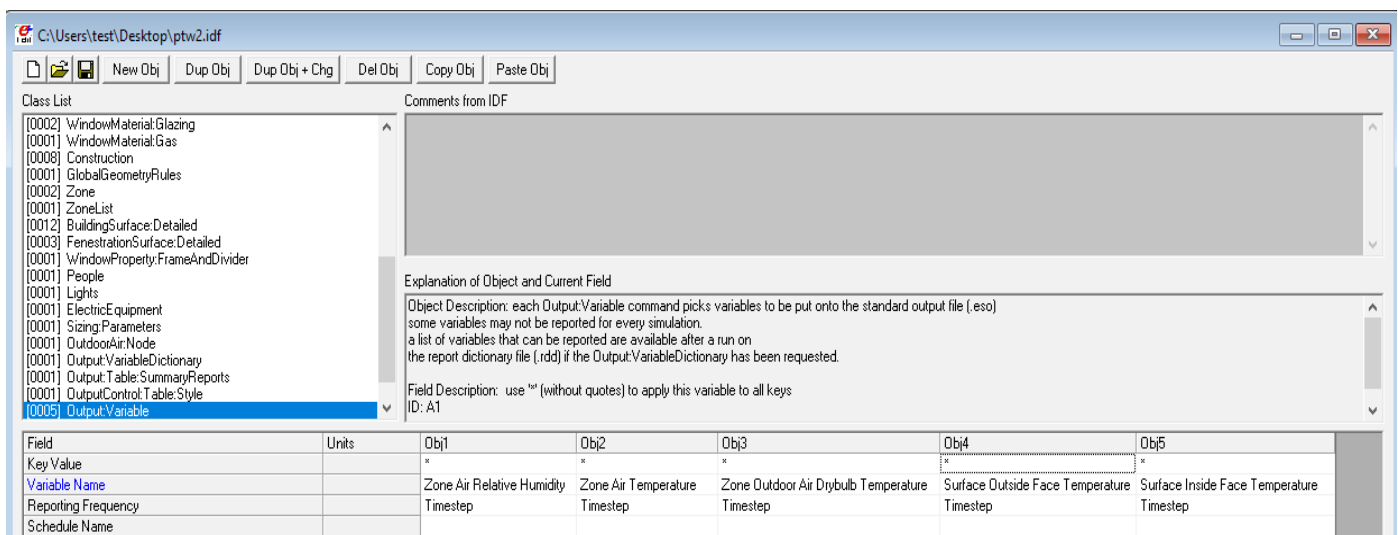 C:\Users\test\Desktop\ptw2.idf
New Obj Dup Obj Dup Obj + Chg Del Obj Copy Obj Paste Obj
Class List
Comments from IDF
[0002] WindowMaterial:Glazing
[0001] WindowMaterial:Gas
[0008] Construction
[0001] GlobalGeometryRules
[0002] Zone
[0001] ZoneList
[0012] BuildingSurface:Detailed
[0003] FenestrationSurface:Detailed
[0001] WindowProperty:FrameAndDivider
[0001] People
[0001] Lights
[0001] ElectricEquipment
[0001] Sizing:Parameters
[0001] OutdoorAir:Node
[0001] Output:VariableDictionary
[0001] Output:Table:SummaryReports
[0001] OutputControl:Table:Style
[0005] Output:Variable
Explanation of Object and Current Field
Object Description: each Output:Variable command picks variables to be put onto the standard output file (.eso)
some variables may not be reported for every simulation.
a list of variables that can be reported are available after a run on
the report dictionary file (.rdd) if the Output:VariableDictionary has been requested.
Field Description: use '*' (without quotes) to apply this variable to all keys
ID: A1
Field Units Obj1 Obj2 Obj3 Obj4 Obj5
Key Value * * * * *
Variable Name Zone Air Relative Humidity Zone Air Temperature Zone Outdoor Air Drybulb Temperature Surface Outside Face Temperature Surface Inside Face Temperature
Reporting Frequency Timestep Timestep Timestep Timestep Timestep
Schedule Name